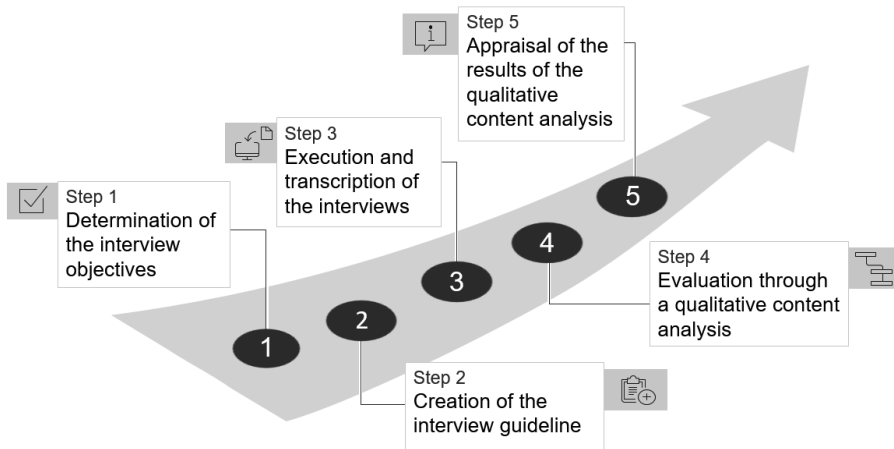 Step 1
Determination of
the interview
objectives
Step 2
Creation of the
interview guideline
Step 3
Execution and
transcription of
the interviews
Step 4
Evaluation through
a qualitative content
analysis
Step 5
Appraisal of the
results of the
qualitative
content analysis
1
2
3
4
5
i